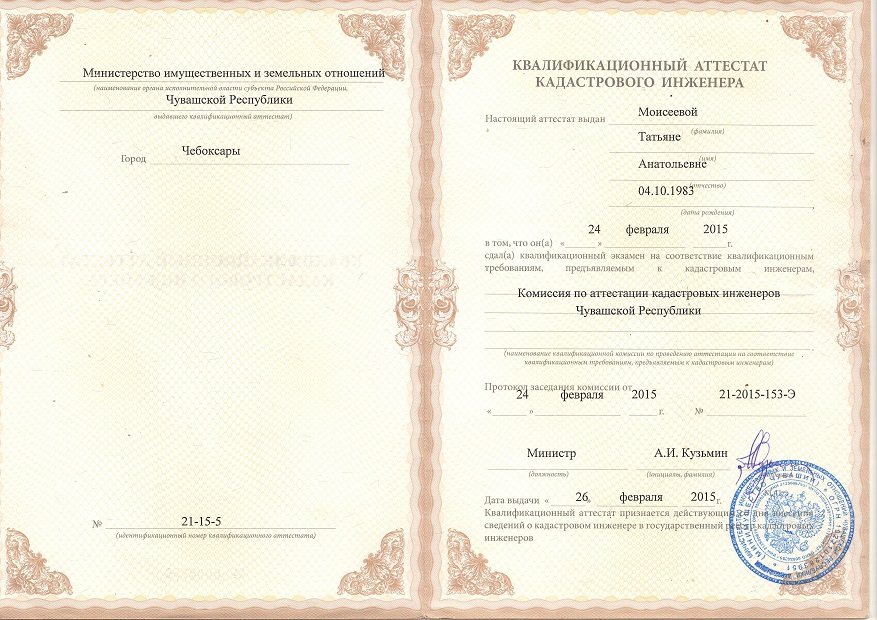 Министерство имущественных и земельных отношений
(наименование органа исполнительной власти субъекта Российской Федерации,
Чувашской Республики
выдавшего квалификационный аттестат)
Город Чебоксары
№ 21-15-5
(идентификационный номер квалификационного аттестата)
КВАЛИФИКАЦИОННЫЙ АТТЕСТАТ
КАДАСТРОВОГО ИНЖЕНЕРА
Настоящий аттестат выдан Моисеевой
(фамилия)
Татьяне
(имя)
Анатольевне
(отчество)
04.10.1983
(дата рождения)
в том, что он(а) « 24 » февраля 2015 г.
сдал(а) квалификационный экзамен на соответствие квалификационным
требованиям, предъявляемым к кадастровым инженерам,
Комиссия по аттестации кадастровых инженеров
Чувашской Республики
(наименование квалификационной комиссии по проведению аттестации на соответствие
квалификационным требованиям, предъявляемым к кадастровым инженерам)
Протокол заседания комиссии от
« 24 » февраля 2015 г. № 21-2015-153-Э
Министр А.И. Кузьмин
(должность) (инициалы, фамилия)
Дата выдачи « 26 » февраля 2015 г.
Квалификационный аттестат признается действующим со дня внесения
сведений о кадастровом инженере в государственный реестр кадастровых
инженеров